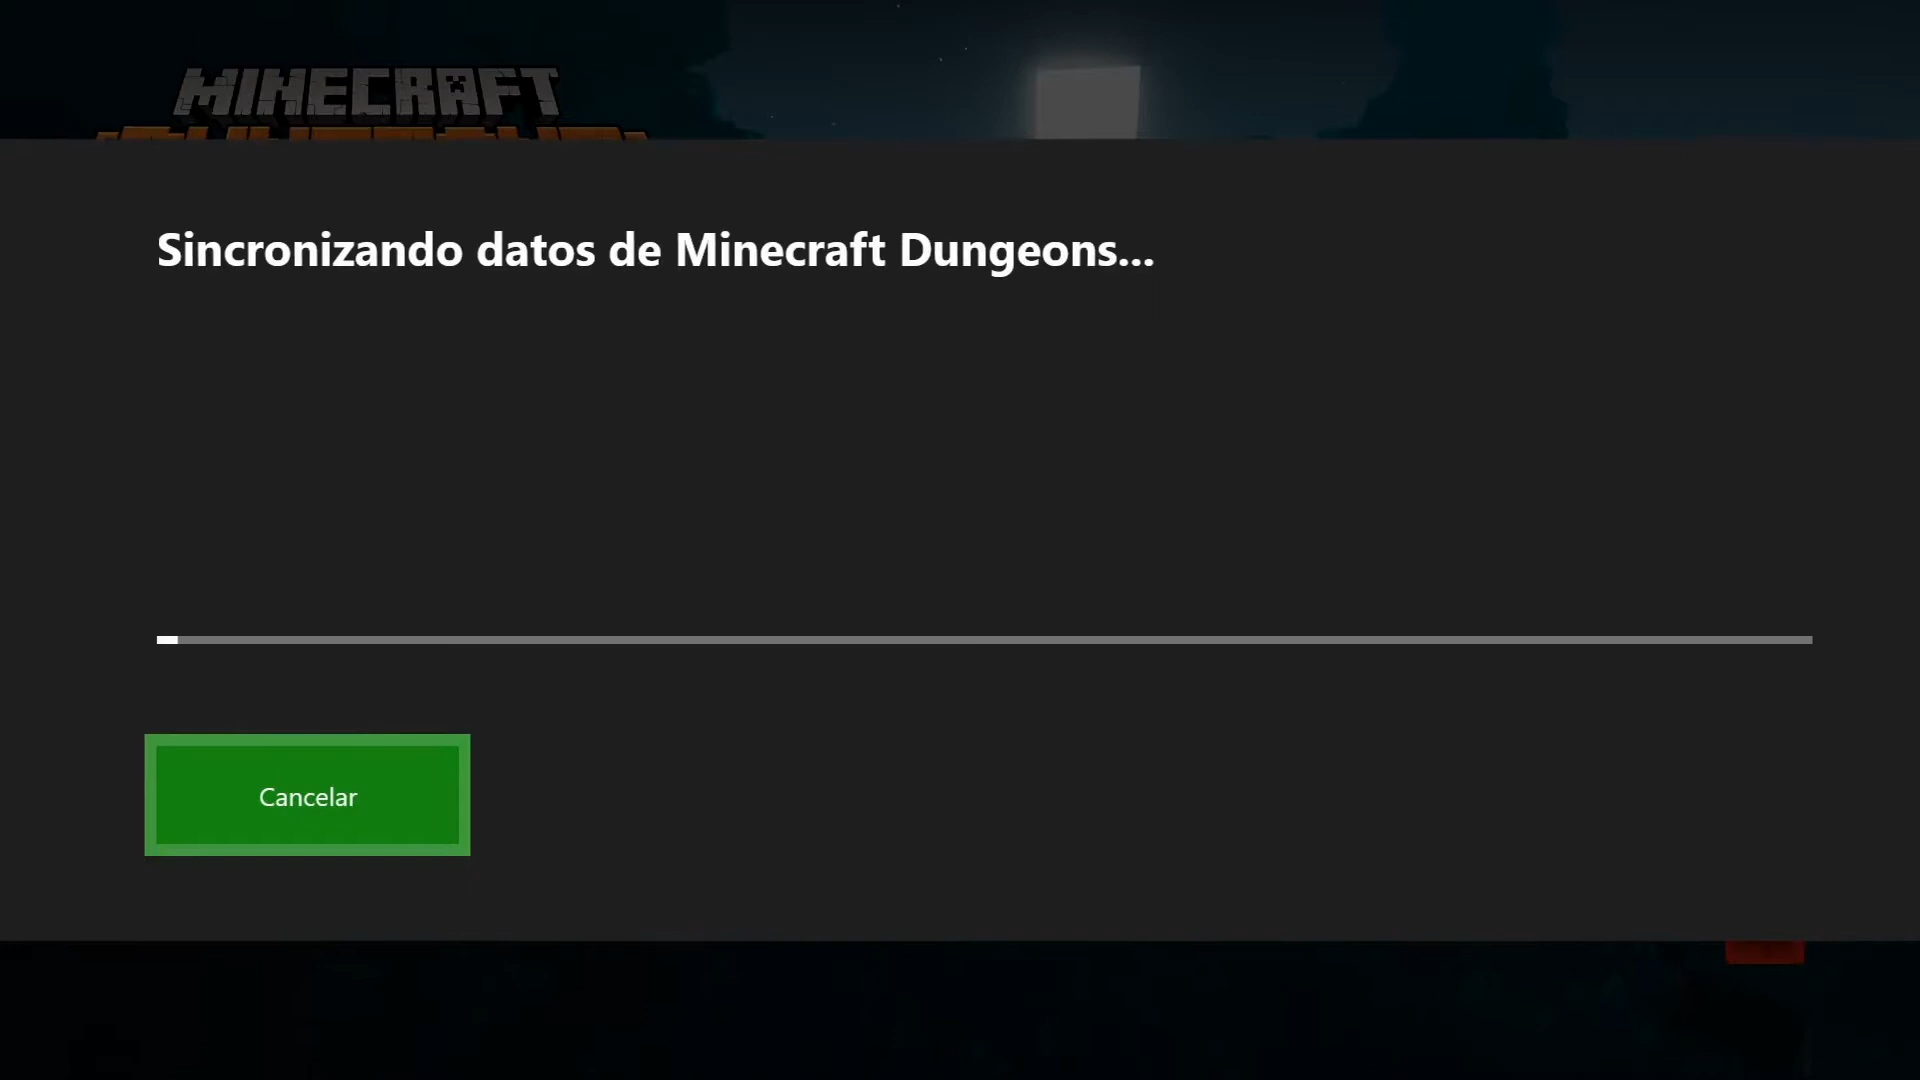 MINECRAFT
Sincronizando datos de Minecraft Dungeons...
Cancelar